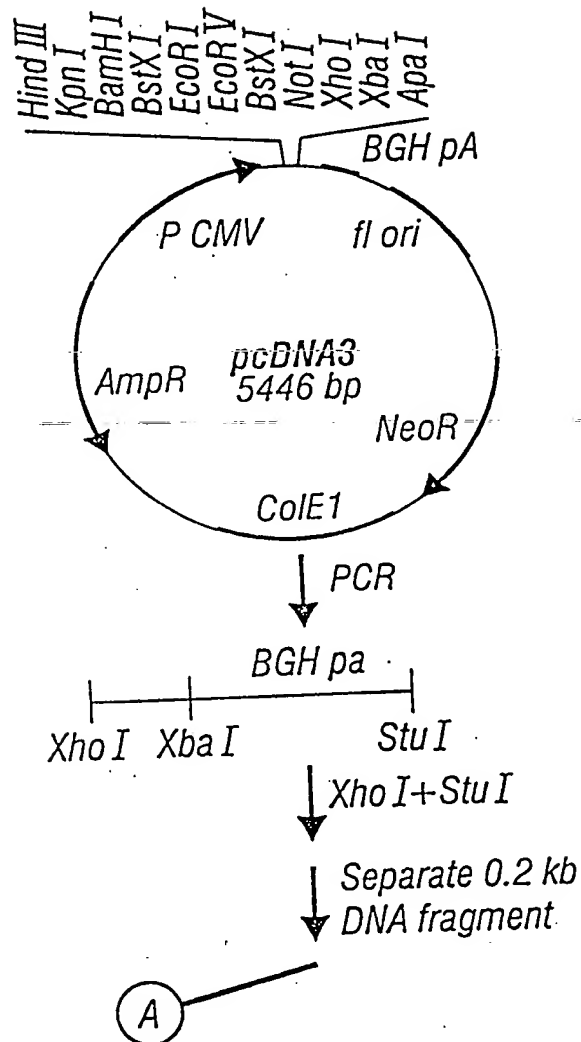 Hind III
Kpn I
BamH I
BstX I
EcoR I
EcoR V
BstX I
Not I
Xho I
Xba I
Apa I
BGH pA
P CMV
fl ori
AmpR
pcDNA3
5446 bp
NeoR
ColE1
PCR
BGH pa
Xho I
Xba I
Stu I
Xho I+Stu I
Separate 0.2 kb
DNA fragment
A